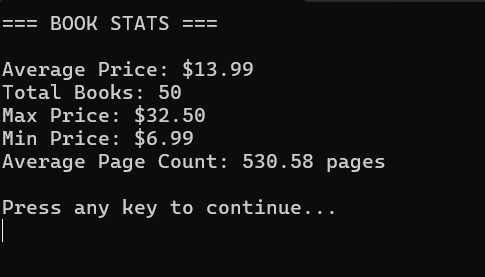 === BOOK STATS ===
Average Price: $13.99
Total Books: 50
Max Price: $32.50
Min Price: $6.99
Average Page Count: 530.58 pages
Press any key to continue...